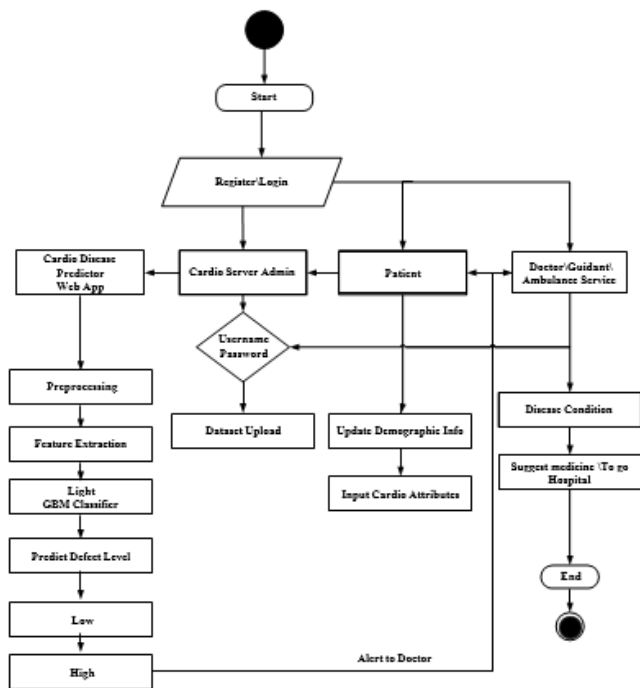 Start
Register\Login
Cardio Disease
Predictor
Web App
Cardio Server Admin
Patient
Doctor\Guidant\
Ambulance Service
Username
Password
Preprocessing
Dataset Upload
Update Demographic Info
Disease Condition
Feature Extraction
Suggest medicine \To go
Hospital
Light
GBM Classifier
Input Cardio Attributes
Predict Defect Level
End
Low
High
Alert to Doctor